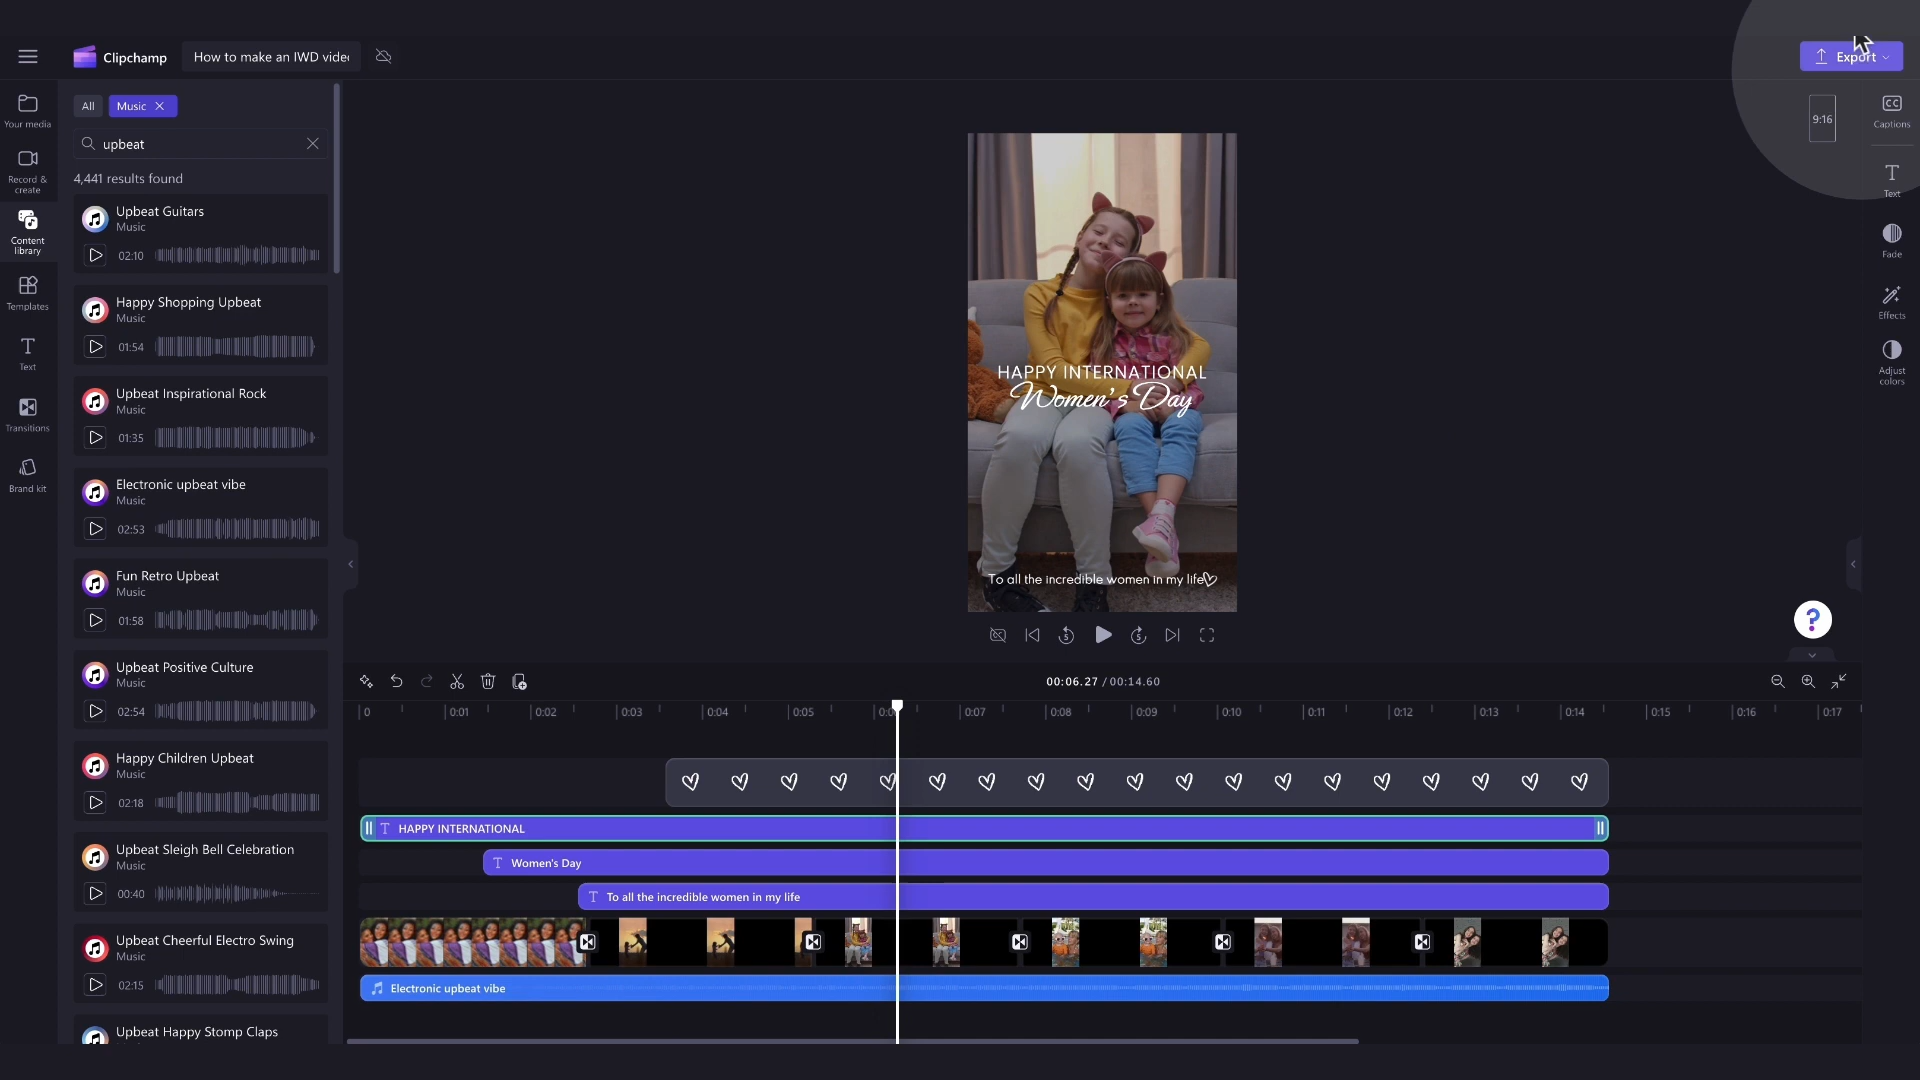 Clipchamp
How to make an IWD vide
Export
Your media
Record &
create
Content
library
Templates
Text
Transitions
Brand kit
All
Music
upbeat
4,441 results found
Upbeat Guitars
Music
02:10
Happy Shopping Upbeat
Music
01:54
Upbeat Inspirational Rock
Music
01:35
Electronic upbeat vibe
Music
02:53
Fun Retro Upbeat
Music
01:58
Upbeat Positive Culture
Music
02:54
Happy Children Upbeat
Music
02:18
Upbeat Sleigh Bell Celebration
Music
00:40
Upbeat Cheerful Electro Swing
Music
02:15
Upbeat Happy Stomp Claps
HAPPY INTERNATIONAL
Women's Day
To all the incredible women in my life
9:16
CC
Captions
Text
Fade
Effects
Adjust
colors
?
5
5
00:06.27 / 00:14.60
0 0:01 0:02 0:03 0:04 0:05 0:07 0:08 0:09 0:10 0:11 0:12 0:13 0:14 0:15 0:16 0:17
HAPPY INTERNATIONAL
Women's Day
To all the incredible women in my life
Electronic upbeat vibe